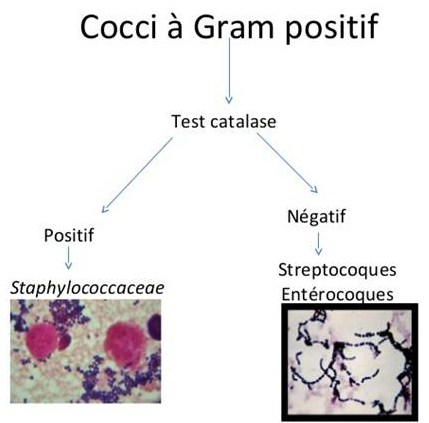 Cocci à Gram positif
Test catalase
Positif
Négatif
Staphylococcaceae
Streptocoques
Entérocoques